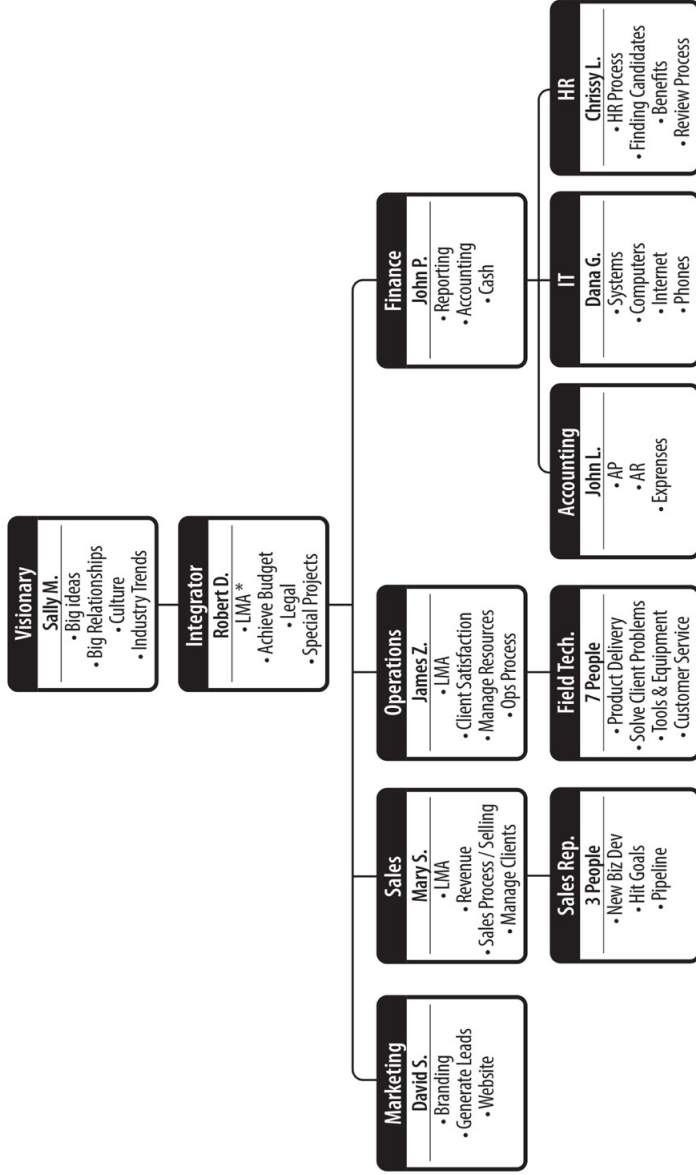 Visionary
Sally M.
• Big ideas
• Big Relationships
• Culture
• Industry Trends
Integrator
Robert D.
• LMA *
• Achieve Budget
• Legal
• Special Projects
Marketing
David S.
• Branding
• Generate Leads
• Website
Sales
Mary S.
• LMA
• Revenue
• Sales Process / Selling
• Manage Clients
Operations
James Z.
• LMA
• Client Satisfaction
• Manage Resources
• Ops Process
Finance
John P.
• Reporting
• Accounting
• Cash
Sales Rep.
3 People
• New Biz Dev
• Hit Goals
• Pipeline
Field Tech.
7 People
• Product Delivery
• Solve Client Problems
• Tools & Equipment
• Customer Service
Accounting
John L.
• AP
• AR
• Exprenses
IT
Dana G.
• Systems
• Computers
• Internet
• Phones
HR
Chrissy L.
• HR Process
• Finding Candidates
• Benefits
• Review Process